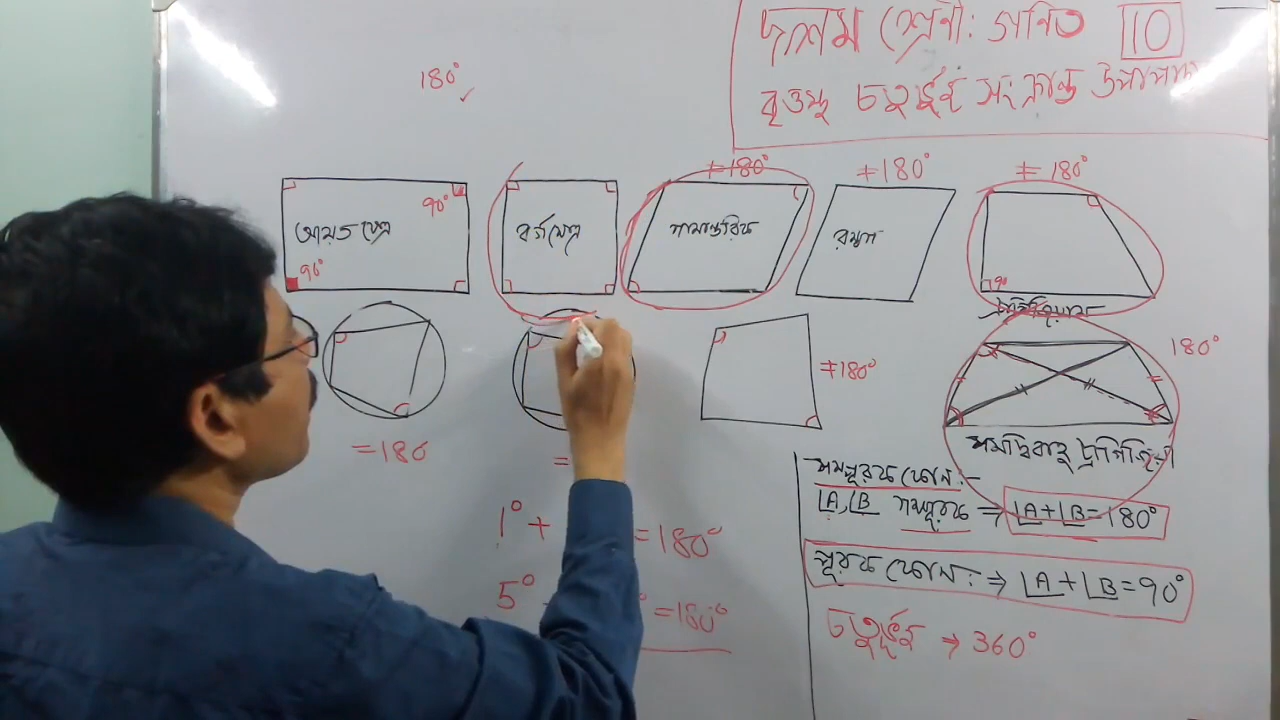 দশম শ্রেণী: গণিত 10
বৃত্তস্থ চতুর্ভুজ সংক্রান্ত উপপাদ্য
180°
≠180°
≠180°
≠180°
আয়তক্ষেত্র
90°
90°
বর্গক্ষেত্র
সামান্তরিক
রম্বস
90°
ট্রাপিজিয়াম
=180
=
≠180°
180°
সমদ্বিবাহু ট্রাপিজিয়াম
সম্পূরক কোণ:-
∠A, ∠B সম্পূরক ⇒ ∠A+∠B=180°
পূরক কোণ: ⇒ ∠A+∠B=90°
চতুর্ভুজ → 360°
1°+ =180°
5° =180°